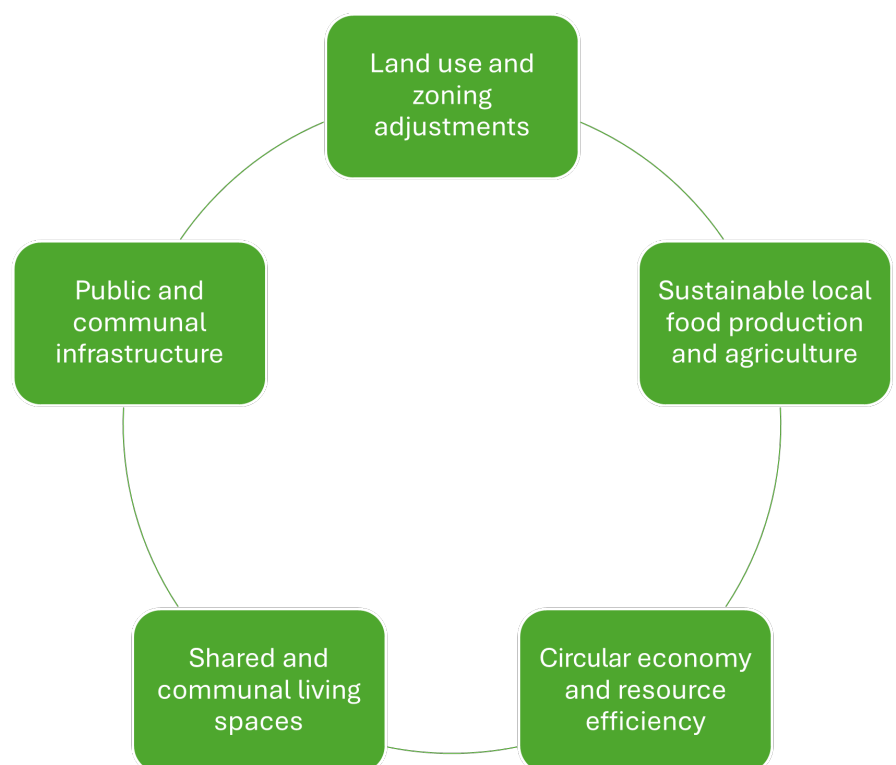 Land use and
zoning
adjustments
Sustainable local
food production
and agriculture
Circular economy
and resource
efficiency
Shared and
communal living
spaces
Public and
communal
infrastructure